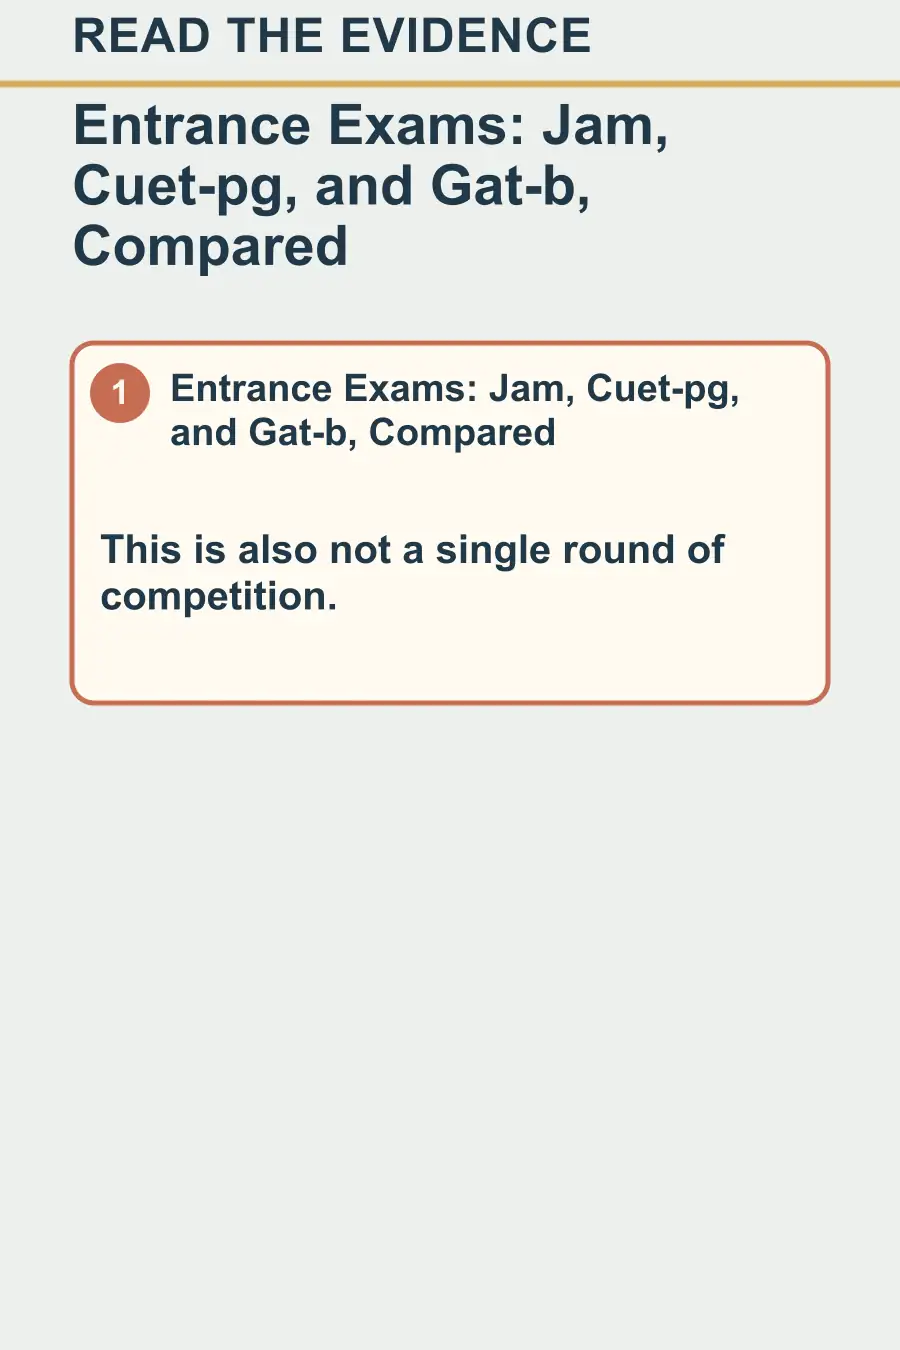 READ THE EVIDENCE
Entrance Exams: Jam,
Cuet-pg, and Gat-b,
Compared
1
Entrance Exams: Jam, Cuet-pg,
and Gat-b, Compared
This is also not a single round of
competition.